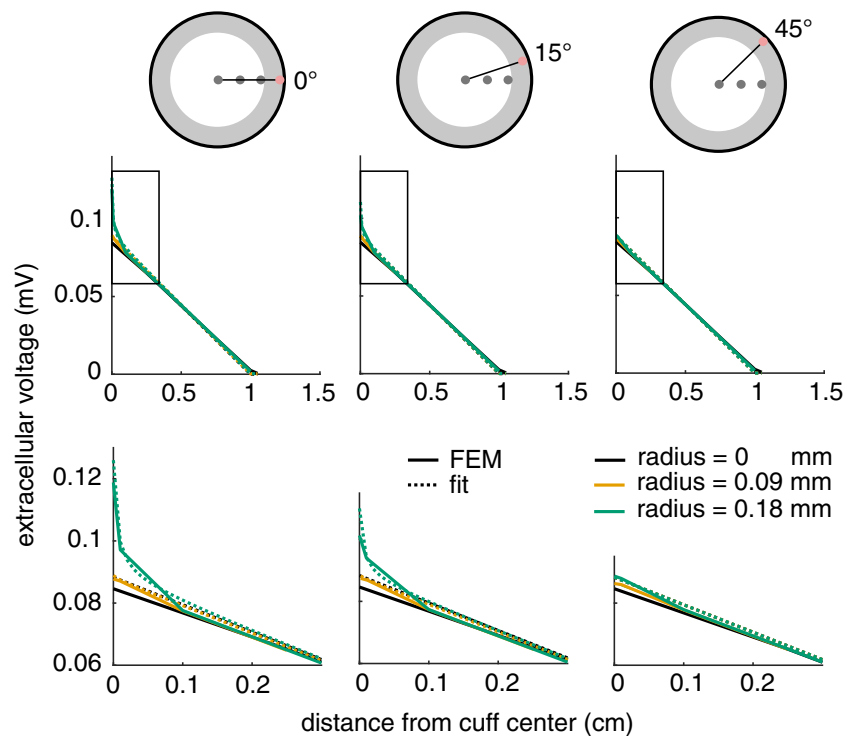 0°
15°
45°
extracellular voltage (mV)
0.1
0.05
0
0 0.5 1 1.5
0 0.5 1 1.5
0 0.5 1 1.5
0.12
0.1
0.08
0.06
FEM
fit
radius = 0 mm
radius = 0.09 mm
radius = 0.18 mm
0 0.1 0.2
0 0.1 0.2
0 0.1 0.2
distance from cuff center (cm)